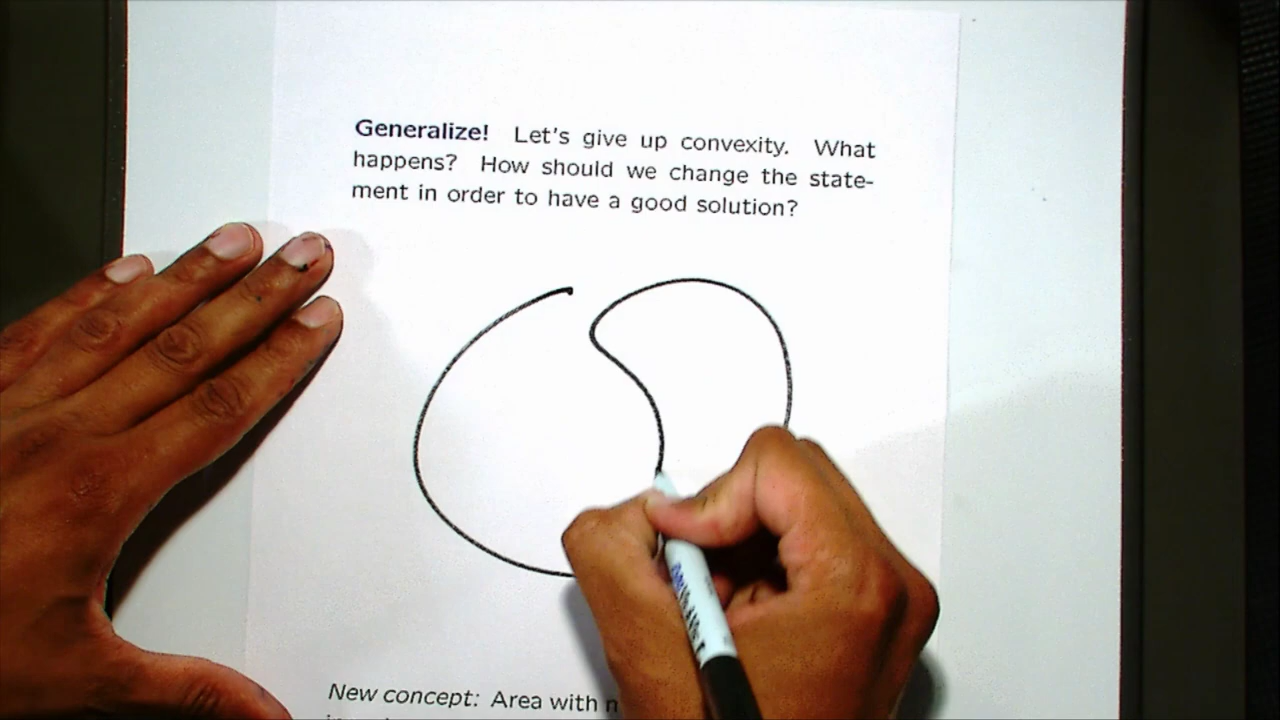 Generalize! Let's give up convexity. What
happens? How should we change the state-
ment in order to have a good solution?
New concept: Area with